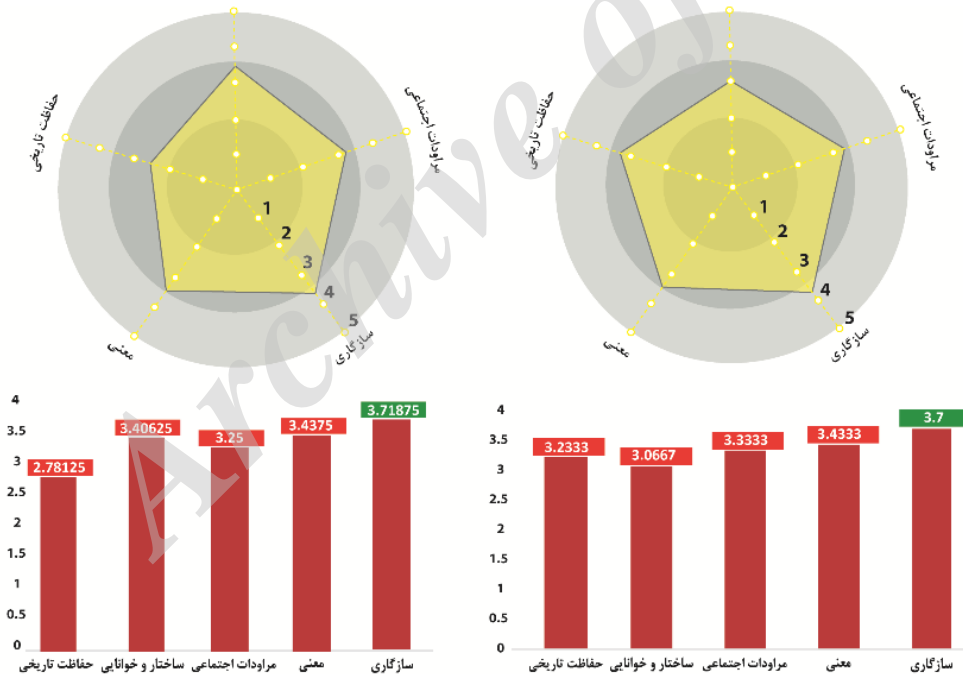 حفاظت تاریخی
مراودات اجتماعی
1
2
3
4
5
معنی
سازگاری
حفاظت تاریخی
مراودات اجتماعی
1
2
3
4
5
معنی
سازگاری
Archive of
4
3.5
3
2.5
2
1.5
1
0.5
0
2.78125
3.40625
3.25
3.4375
3.71875
حفاظت تاریخی
ساختار و خوانایی
مراودات اجتماعی
معنی
سازگاری
4
3.5
3
2.5
2
1.5
1
0.5
0
3.2333
3.0667
3.3333
3.4333
3.7
حفاظت تاریخی
ساختار و خوانایی
مراودات اجتماعی
معنی
سازگاری